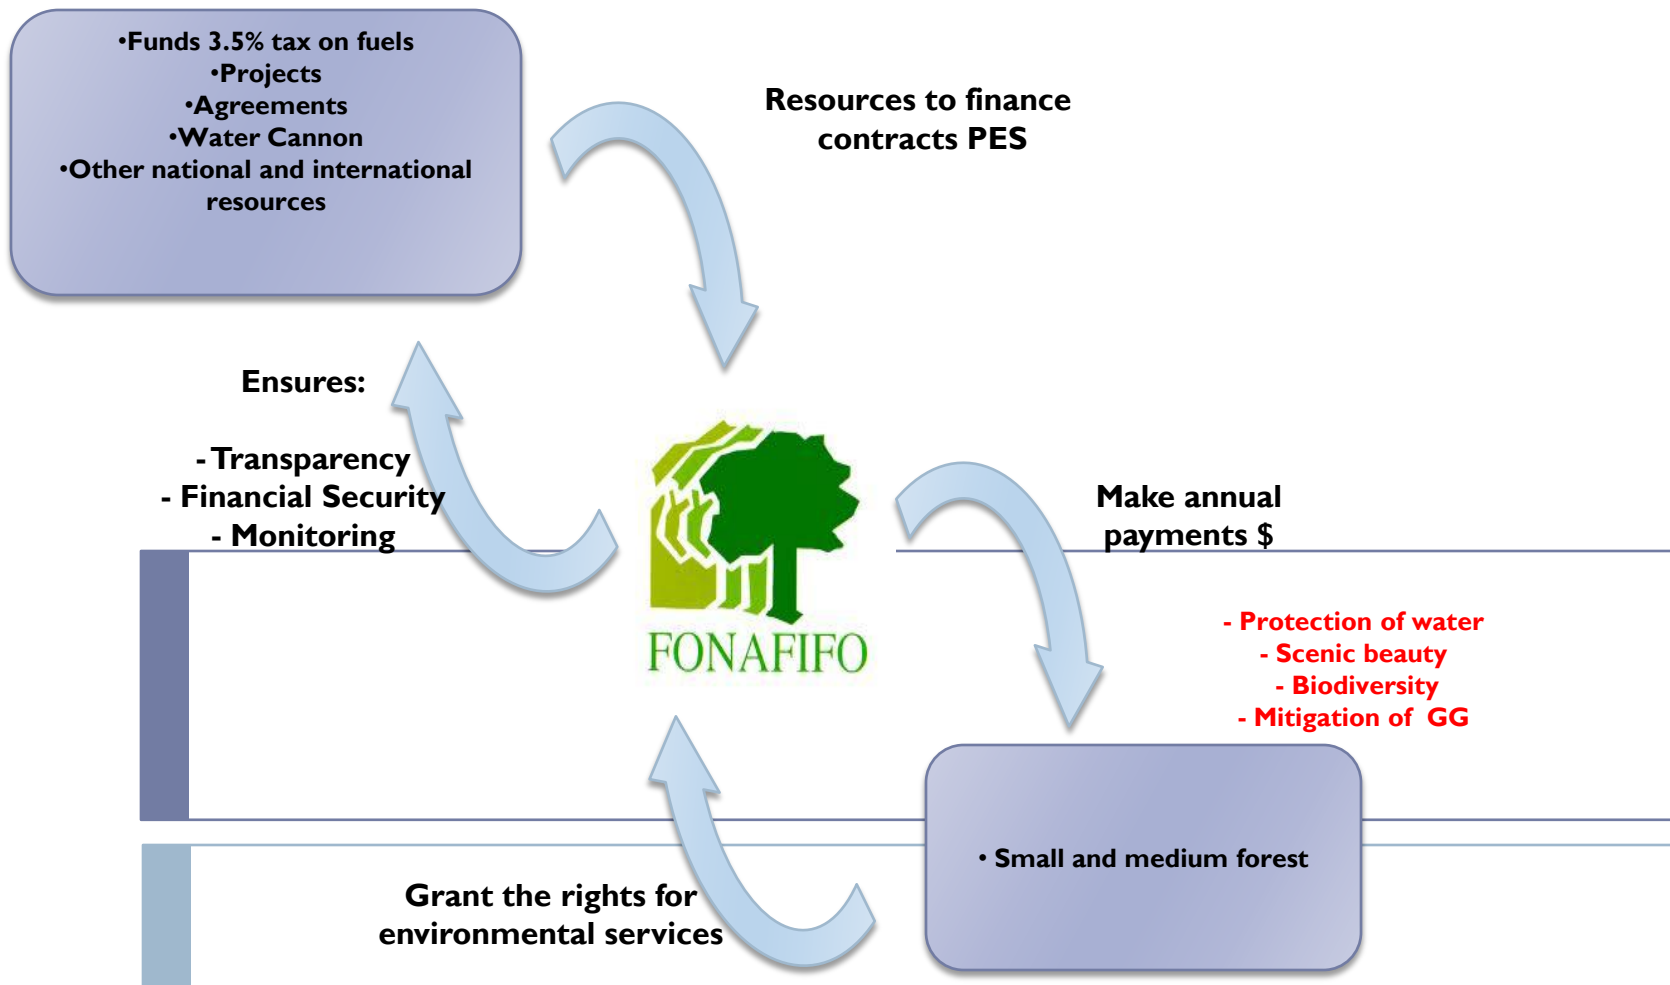 •Funds 3.5% tax on fuels
•Projects
•Agreements
•Water Cannon
•Other national and international
resources
Resources to finance
contracts PES
Ensures:
- Transparency
- Financial Security
- Monitoring
FONAFIFO
Make annual
payments $
- Protection of water
- Scenic beauty
- Biodiversity
- Mitigation of GG
• Small and medium forest
Grant the rights for
environmental services